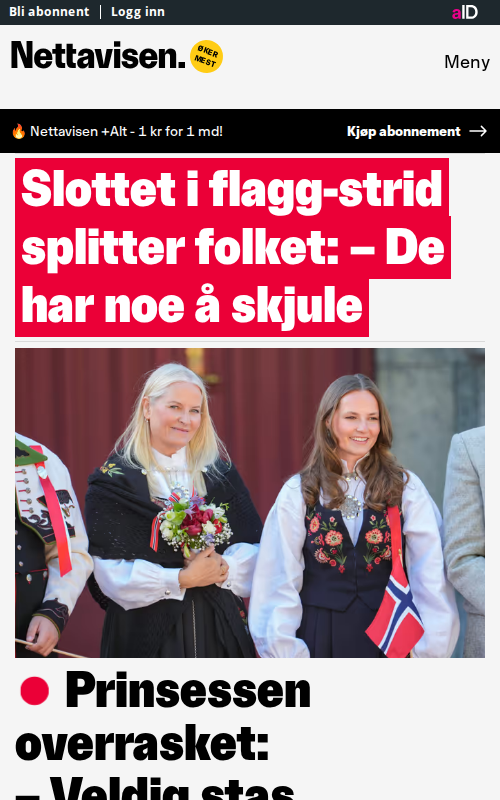 Bli abonnent
Logg inn
aID
Nettavisen.
ØKER
MEST
Meny
🔥 Nettavisen +Alt - 1 kr for 1 md!
Kjøp abonnement →
Slottet i flagg-strid
splitter folket: – De
har noe å skjule
Prinsessen
overrasket:
– Veldig stas